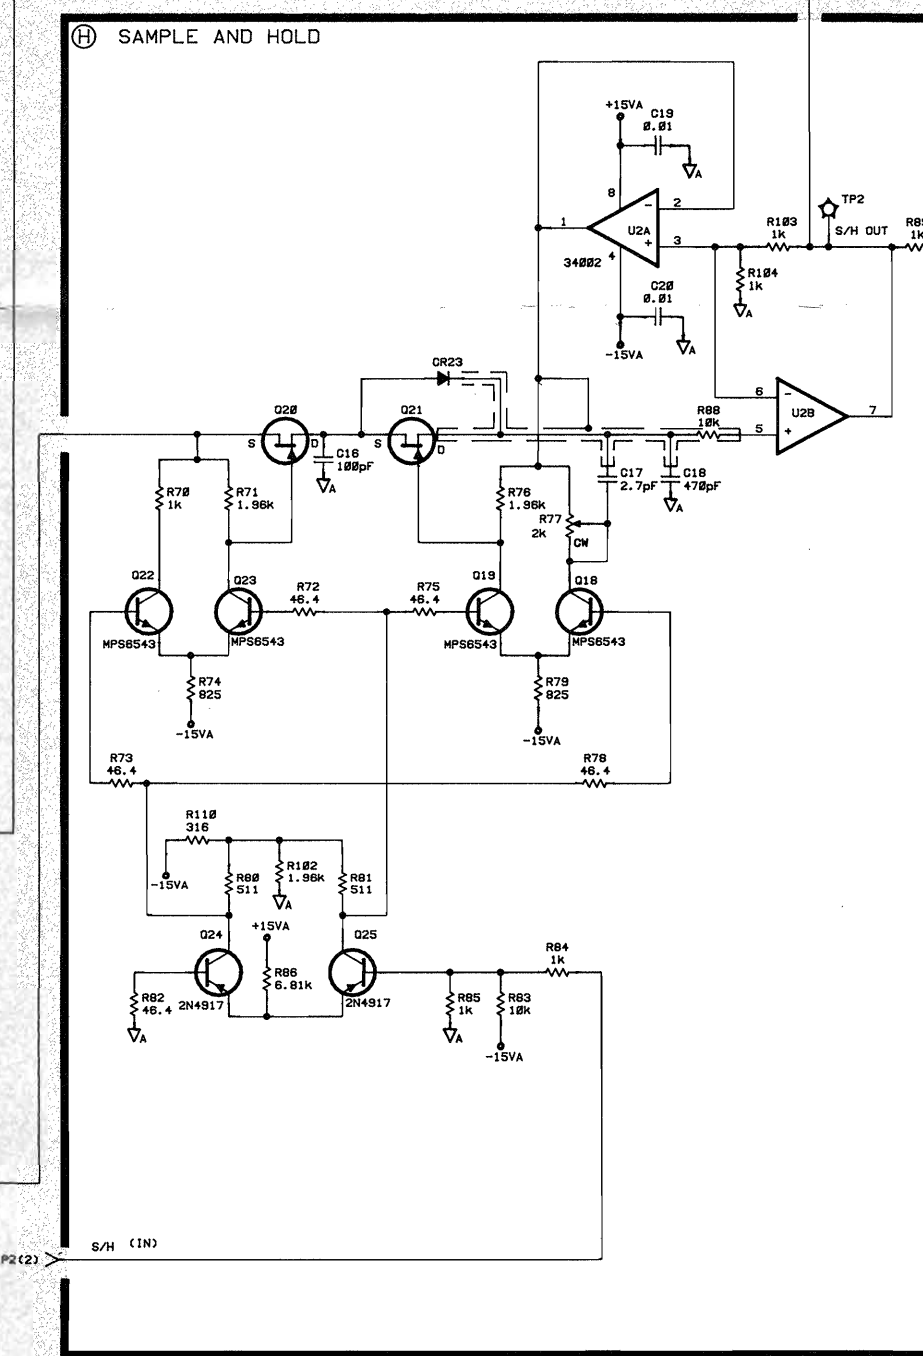 H SAMPLE AND HOLD
+15VA
C19
0.01
8
2
-
1
U2A
+
3
34002
4
C20
0.01
A
-15VA
A
R103
1k
TP2
S/H OUT
R104
1k
A
CR23
Q20
S
D
C16
100pF
A
Q21
S
D
R88
10k
6
-
U2B
7
5
+
C17
2.7pF
C18
470pF
A
R70
1k
R71
1.96k
R76
1.96k
R77
2k
CW
Q22
MPS6543
Q23
MPS6543
R72
46.4
R75
46.4
Q19
MPS6543
Q18
MPS6543
R74
825
-15VA
R79
825
-15VA
R73
46.4
R78
46.4
R110
316
-15VA
R80
511
R102
1.96k
A
R81
511
Q24
2N4917
+15VA
R86
6.81k
Q25
2N4917
R82
46.4
A
R84
1k
R85
1k
A
R83
10k
-15VA
S/H (IN)
P2(2)